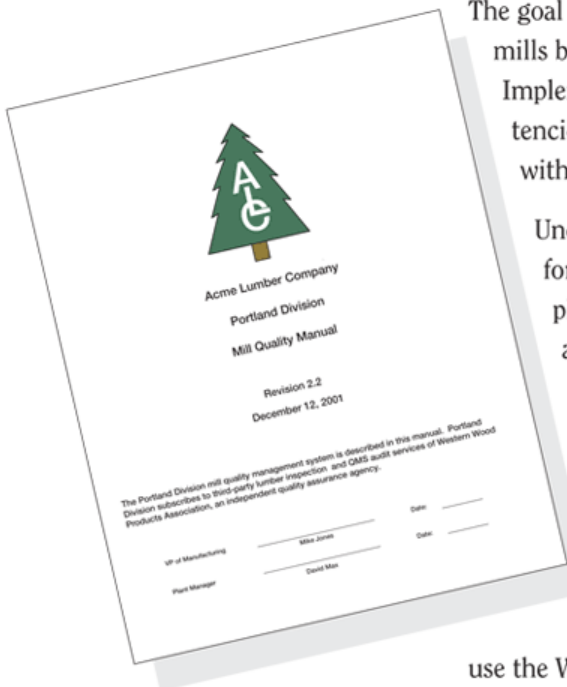 The goal
mills b
Imple
tenci
with
Un
for
p
a
A
L
C
Acme Lumber Company
Portland Division
Mill Quality Manual
Revision 2.2
December 12, 2001
The Portland Division mill quality management system is described in this manual. Portland
Division subscribes to third-party lumber inspection and QMS audit services of Western Wood
Products Association, an independent quality assurance agency.
VP of Manufacturing Mike Jones Date:
Plant Manager David Max Date:
use the W